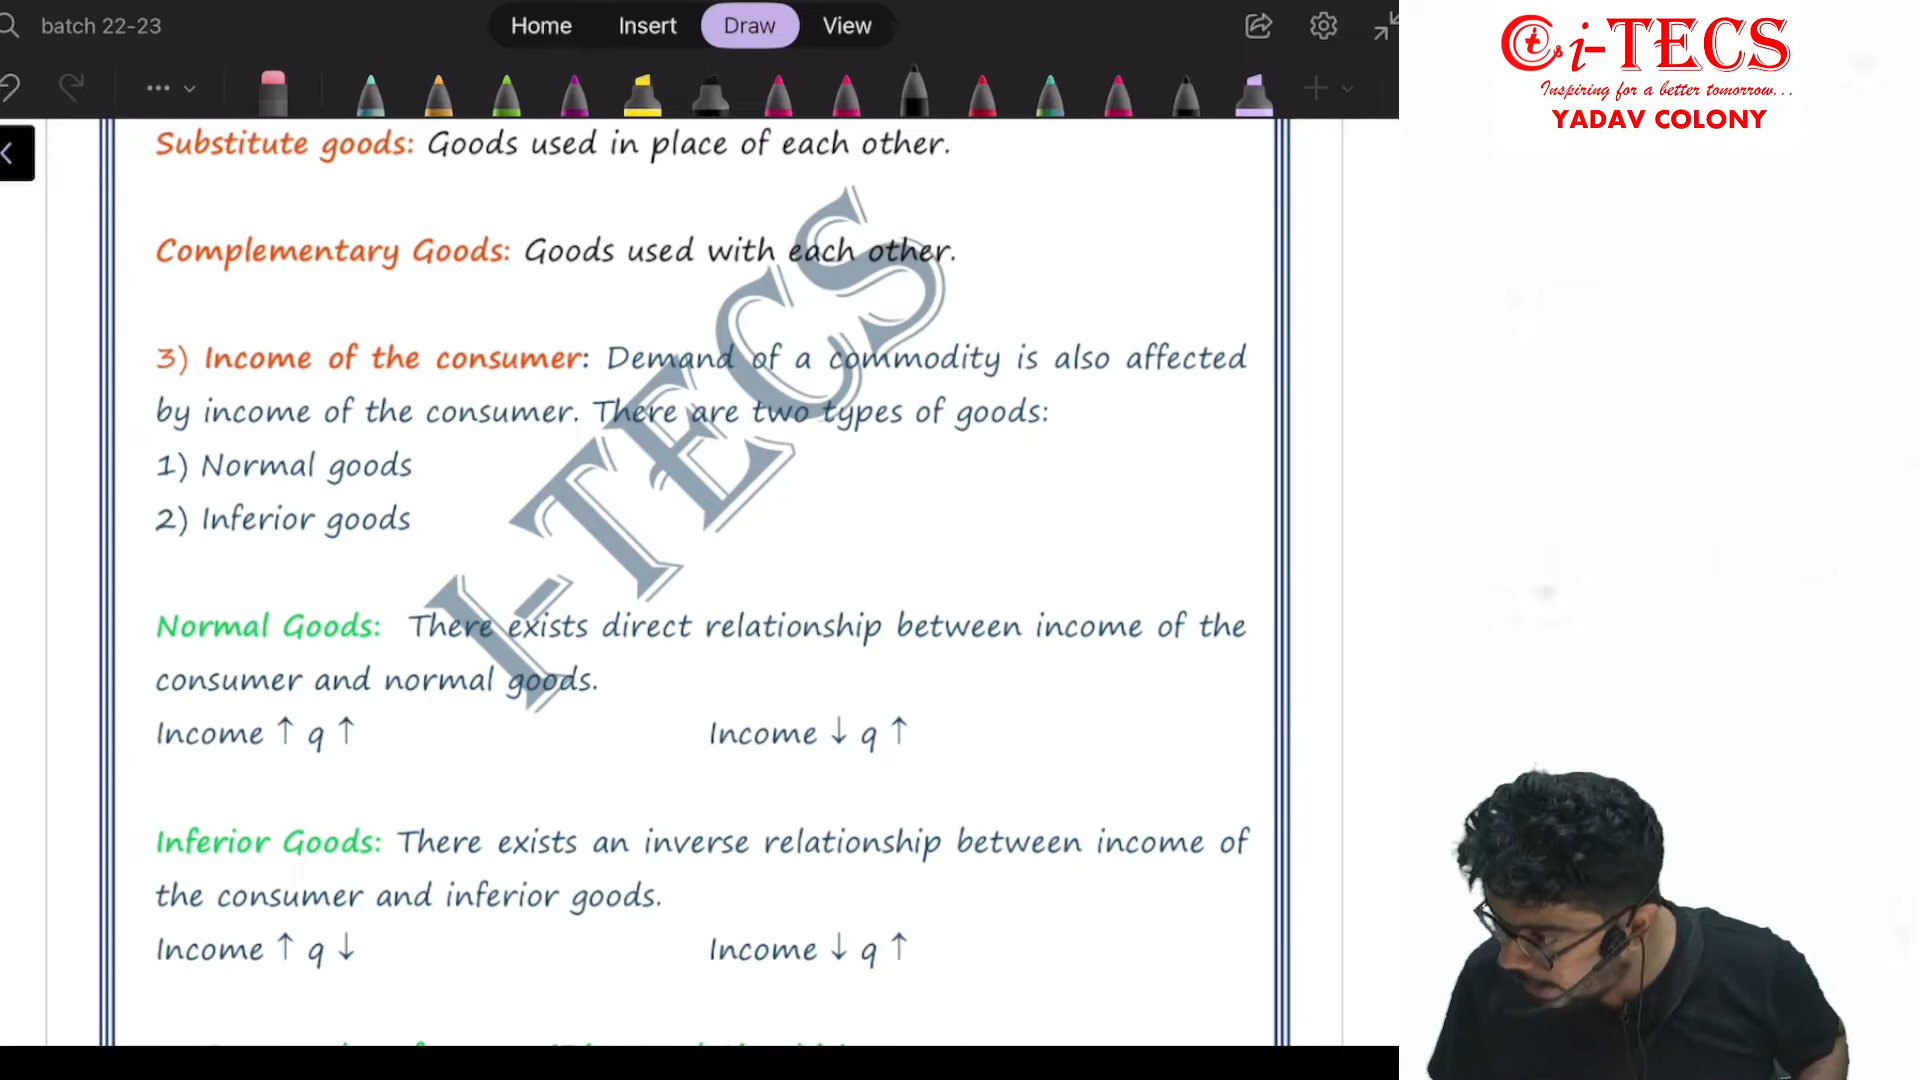 batch 22-23
Home Insert Draw View
i-TECS
Inspiring for a better tomorrow...
YADAV COLONY
Substitute goods: Goods used in place of each other.
Complementary Goods: Goods used with each other.
3) Income of the consumer: Demand of a commodity is also affected
by income of the consumer. There are two types of goods:
1) Normal goods
2) Inferior goods
Normal Goods: There exists direct relationship between income of the
consumer and normal goods.
Income ↑ q ↑ Income ↓ q ↑
Inferior Goods: There exists an inverse relationship between income of
the consumer and inferior goods.
Income ↑ q ↓ Income ↓ q ↑
I-TECS